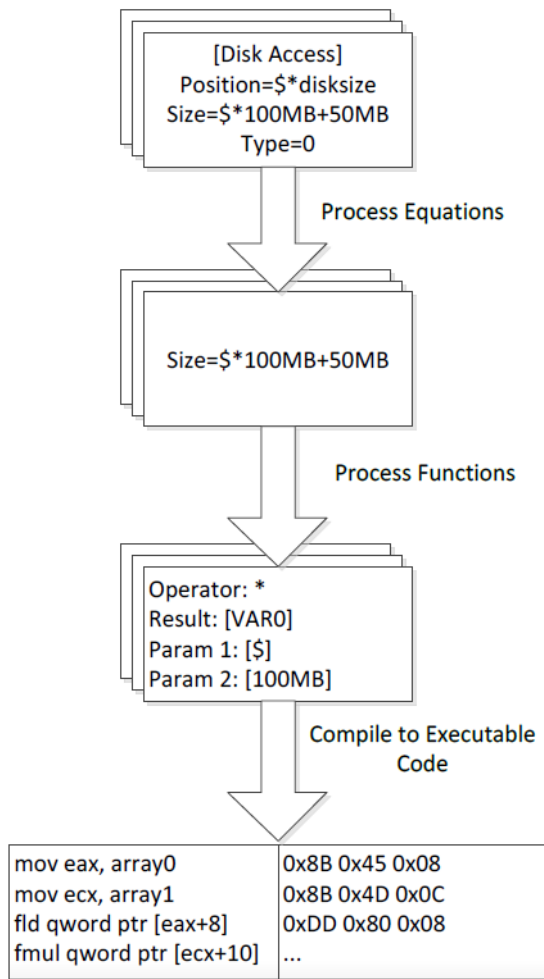 [Disk Access]
Position=$*disksize
Size=$*100MB+50MB
Type=0
Process Equations
Size=$*100MB+50MB
Process Functions
Operator: *
Result: [VAR0]
Param 1: [$]
Param 2: [100MB]
Compile to Executable
Code
mov eax, array0
mov ecx, array1
fld qword ptr [eax+8]
fmul qword ptr [ecx+10]
0x8B 0x45 0x08
0x8B 0x4D 0x0C
0xDD 0x80 0x08
...